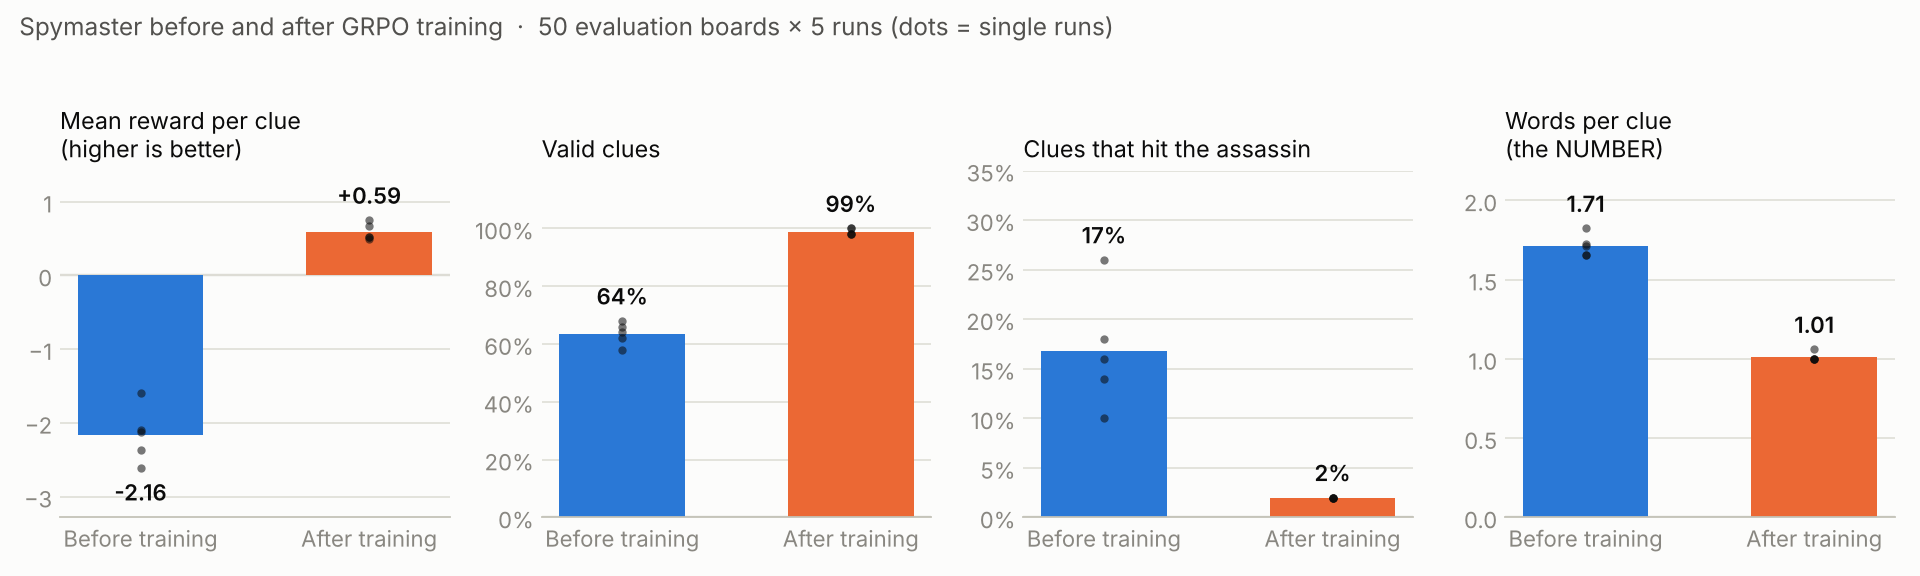 Spymaster before and after GRPO training · 50 evaluation boards × 5 runs (dots = single runs)
Mean reward per clue
(higher is better)
1
0
−1
−2
−3
+0.59
-2.16
Before training
After training
Valid clues
100%
80%
60%
40%
20%
0%
64%
99%
Before training
After training
Clues that hit the assassin
35%
30%
25%
20%
15%
10%
5%
0%
17%
2%
Before training
After training
Words per clue
(the NUMBER)
2.0
1.5
1.0
0.5
0.0
1.71
1.01
Before training
After training